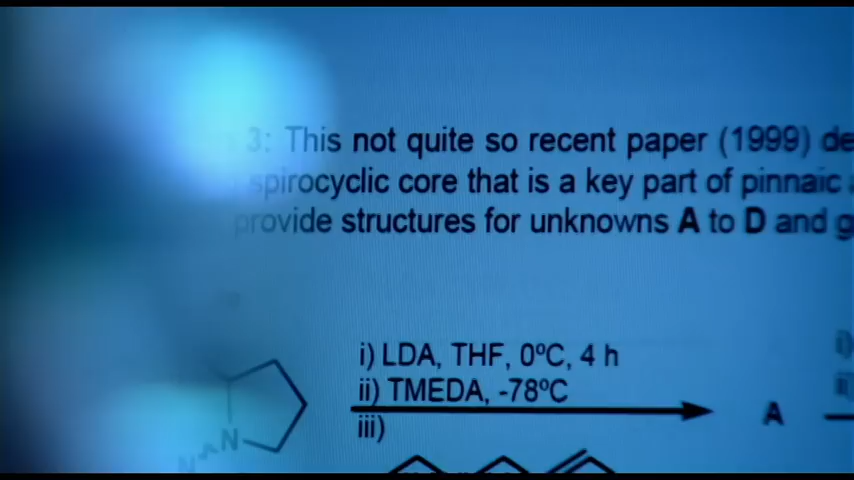 3: This not quite so recent paper (1999) de
spirocyclic core that is a key part of pinnaic
provide structures for unknowns A to D and g
i) LDA, THF, 0ºC, 4 h
ii) TMEDA, -78ºC
iii)
A
i)
N
N